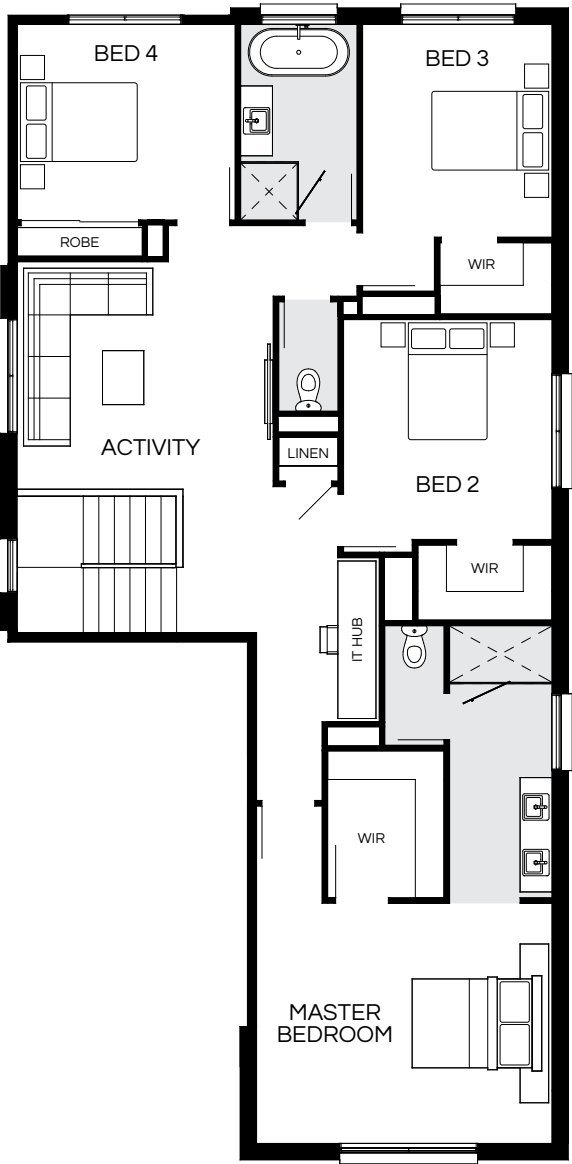 BED 4
BED 3
ROBE
WIR
ACTIVITY
LINEN
BED 2
WIR
IT HUB
WIR
MASTER
BEDROOM